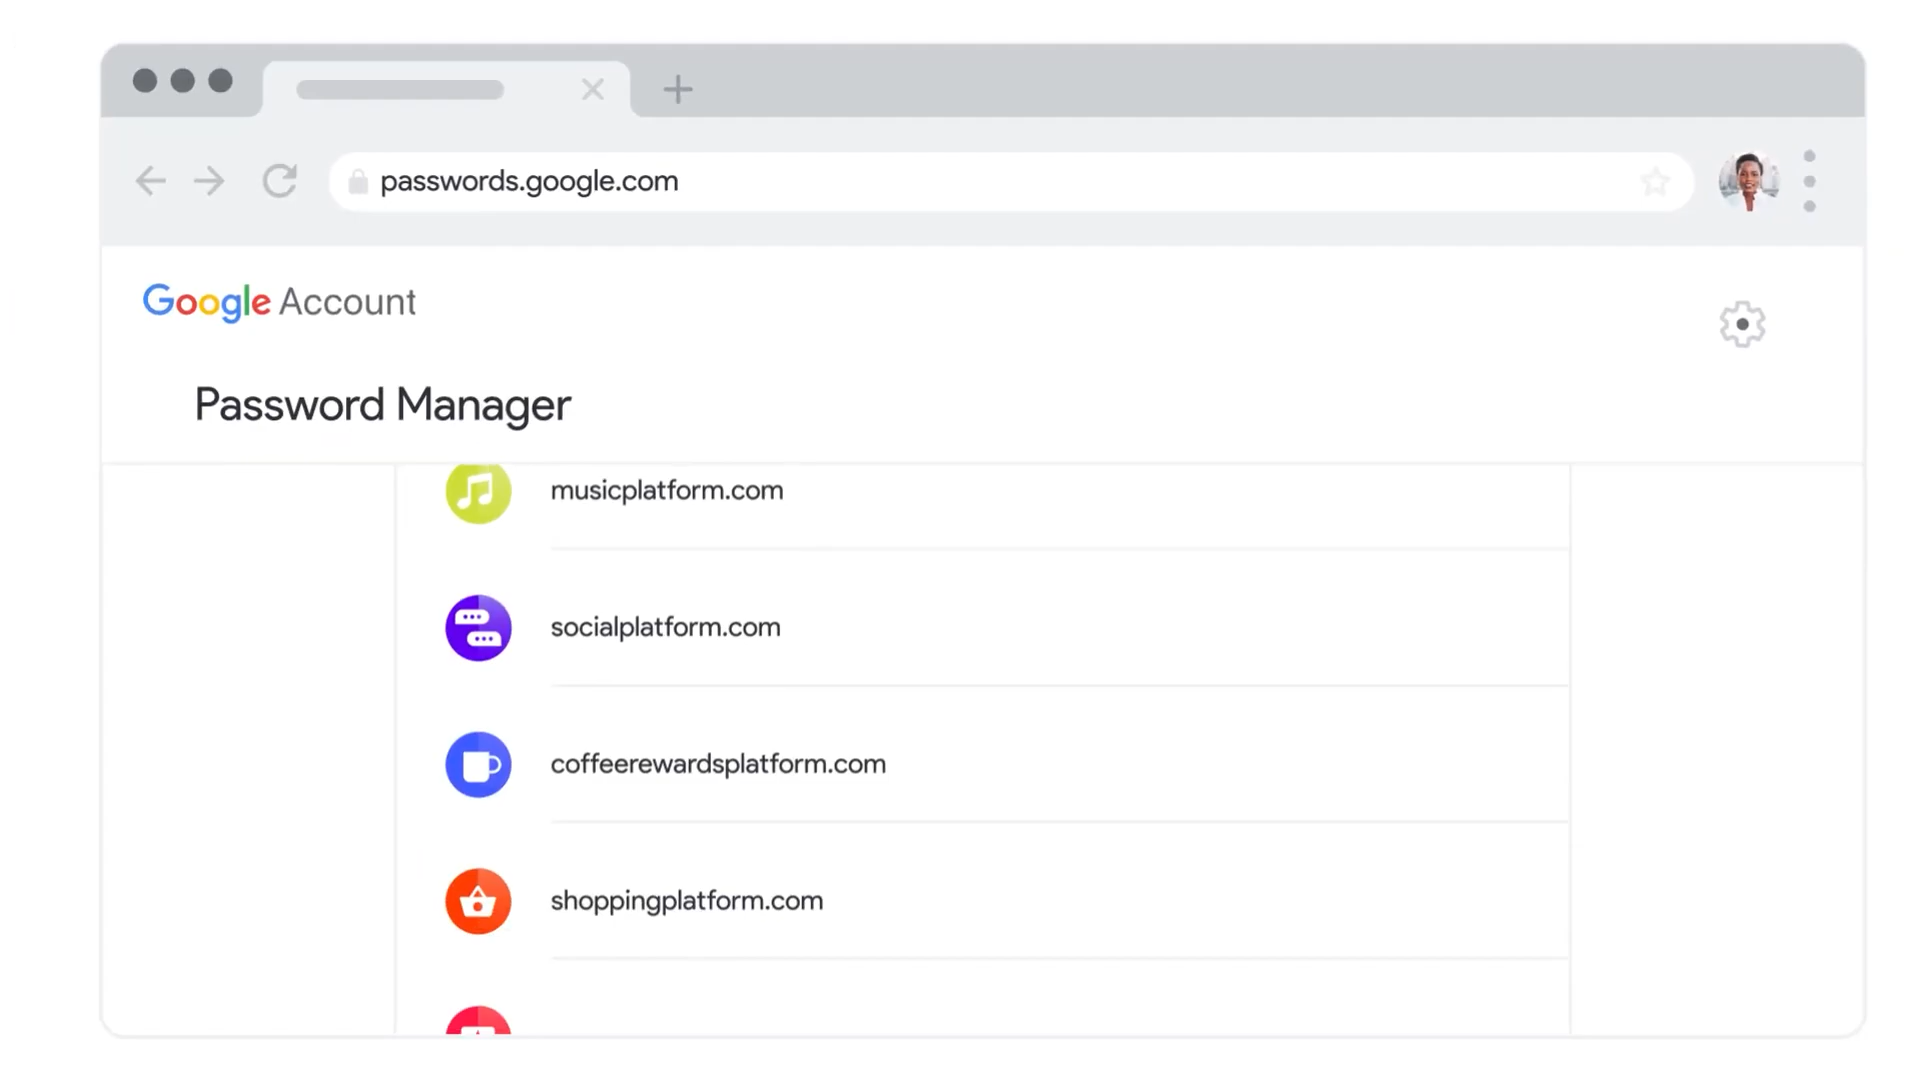 passwords.google.com
Google Account
Password Manager
musicplatform.com
socialplatform.com
coffeerewardsplatform.com
shoppingplatform.com